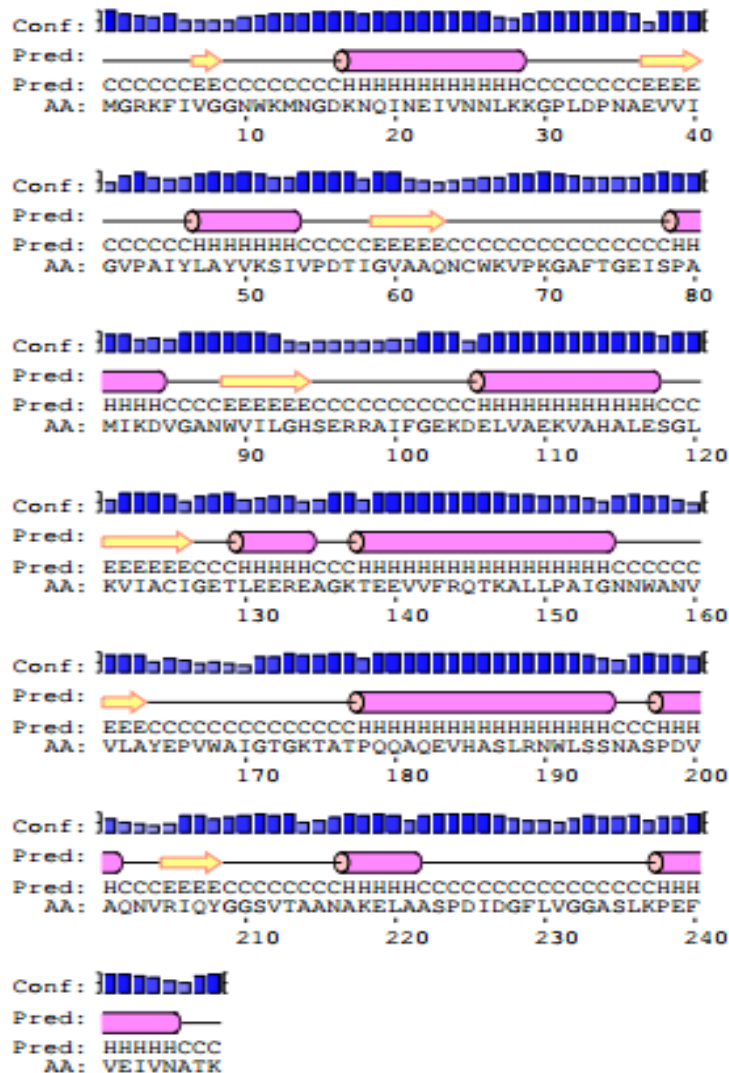 Conf:
Pred:
Pred: CCCCCCEECCCCCCCCHHHHHHHHHHHHCCCCCCCCEEEE
AA: MGRKFIVGGNWKMNGDKNQINEIVNNLKKGPLDPNAEVVI
10 20 30 40
Conf:
Pred:
Pred: CCCCCCHHHHHHHCCCCCEEEEECCCCCCCCCCCCCCCHH
AA: GVPAIYLAYVKSIVPDTIGVAAQNCWKVPKGAFTGEISPA
50 60 70 80
Conf:
Pred:
Pred: HHHHCCCCEEEEEECCCCCCCCCCCHHHHHHHHHHHHCCC
AA: MIKDVGANWVILGHSERRAIFGEKDELVAEKVAHALESGL
90 100 110 120
Conf:
Pred:
Pred: EEEEEECCCHHHHHCCCHHHHHHHHHHHHHHHHHCCCCCC
AA: KVIACIGETLEEREAGKTEEVVFRQTKALLPAIGNNWANV
130 140 150 160
Conf:
Pred:
Pred: EEECCCCCCCCCCCCCCHHHHHHHHHHHHHHHHHCCCHHH
AA: VLAYEPVWAIGTGKTATPQQAQEVHASLRNWLSSNASPDV
170 180 190 200
Conf:
Pred:
Pred: HCCCEEEECCCCCCCCHHHHHCCCCCCCCCCCCCCCCHHH
AA: AQNVRIQYGGSVTAANAKELAASPDIDGFLVGGASLKPEF
210 220 230 240
Conf:
Pred:
Pred: HHHHHCCC
AA: VEIVNATK